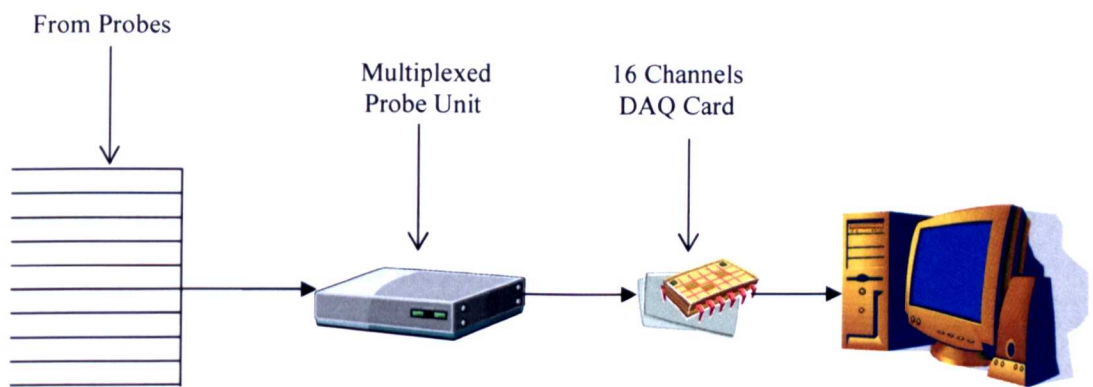 From Probes
Multiplexed
Probe Unit
16 Channels
DAQ Card